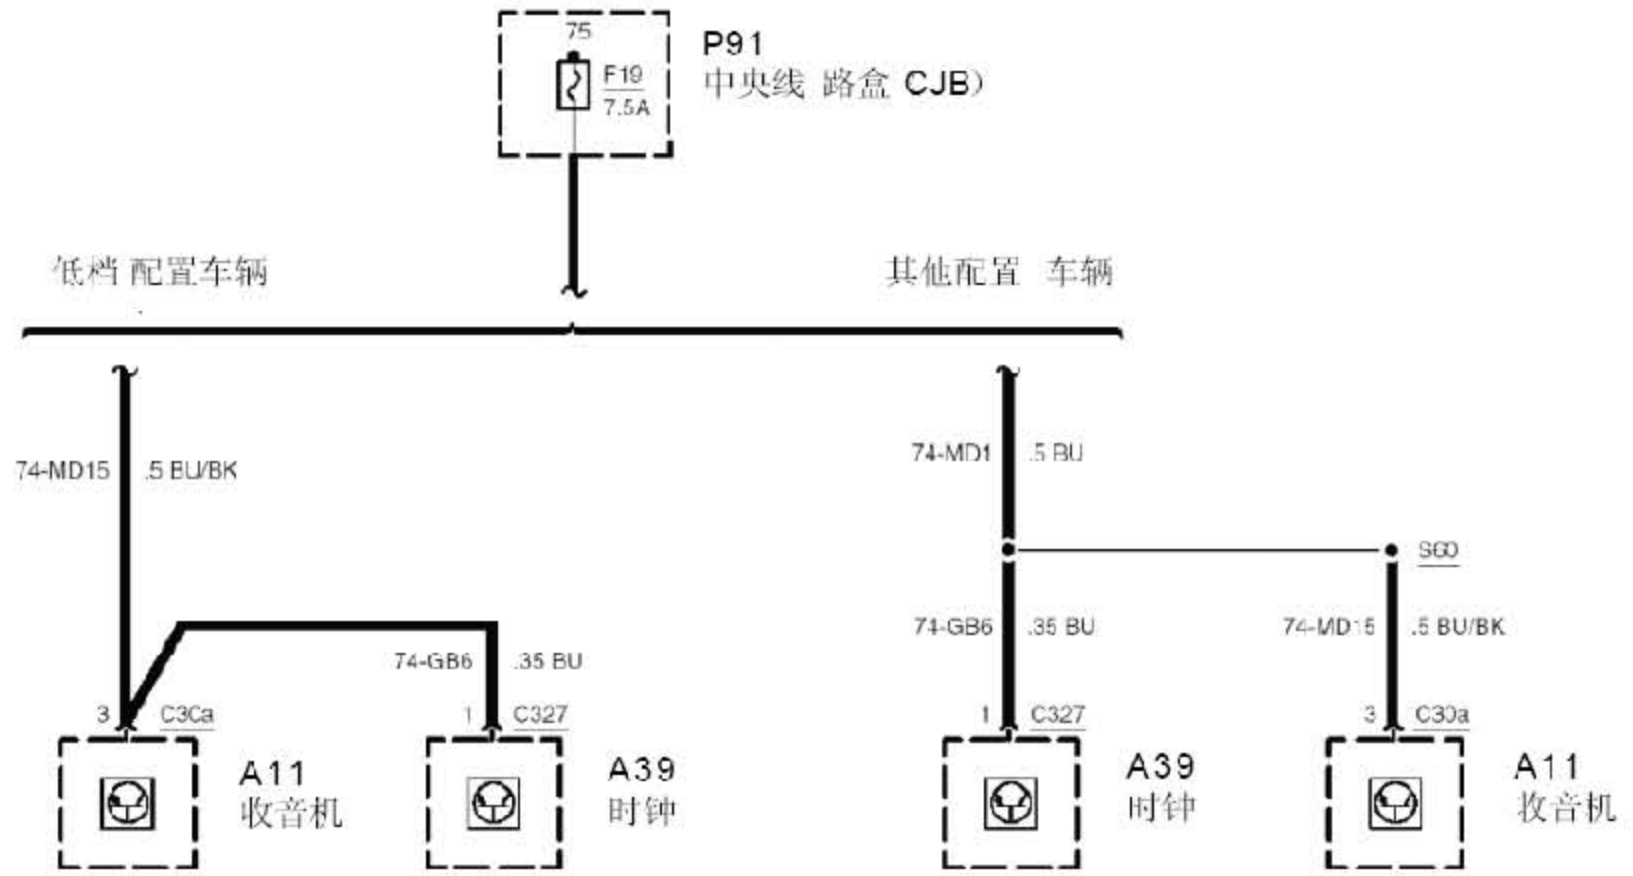 75
F19
7.5A
P91
中央线 路盒 CJB）
低档 配置车辆
其他配置 车辆
74-MD15 .5 BU/BK
74-MD1 .5 BU
S60
74-GB6 .35 BU
74-GB6 .35 BU
74-MD15 .5 BU/BK
3 C30a
1 C327
1 C327
3 C30a
A11
收音机
A39
时钟
A39
时钟
A11
收音机